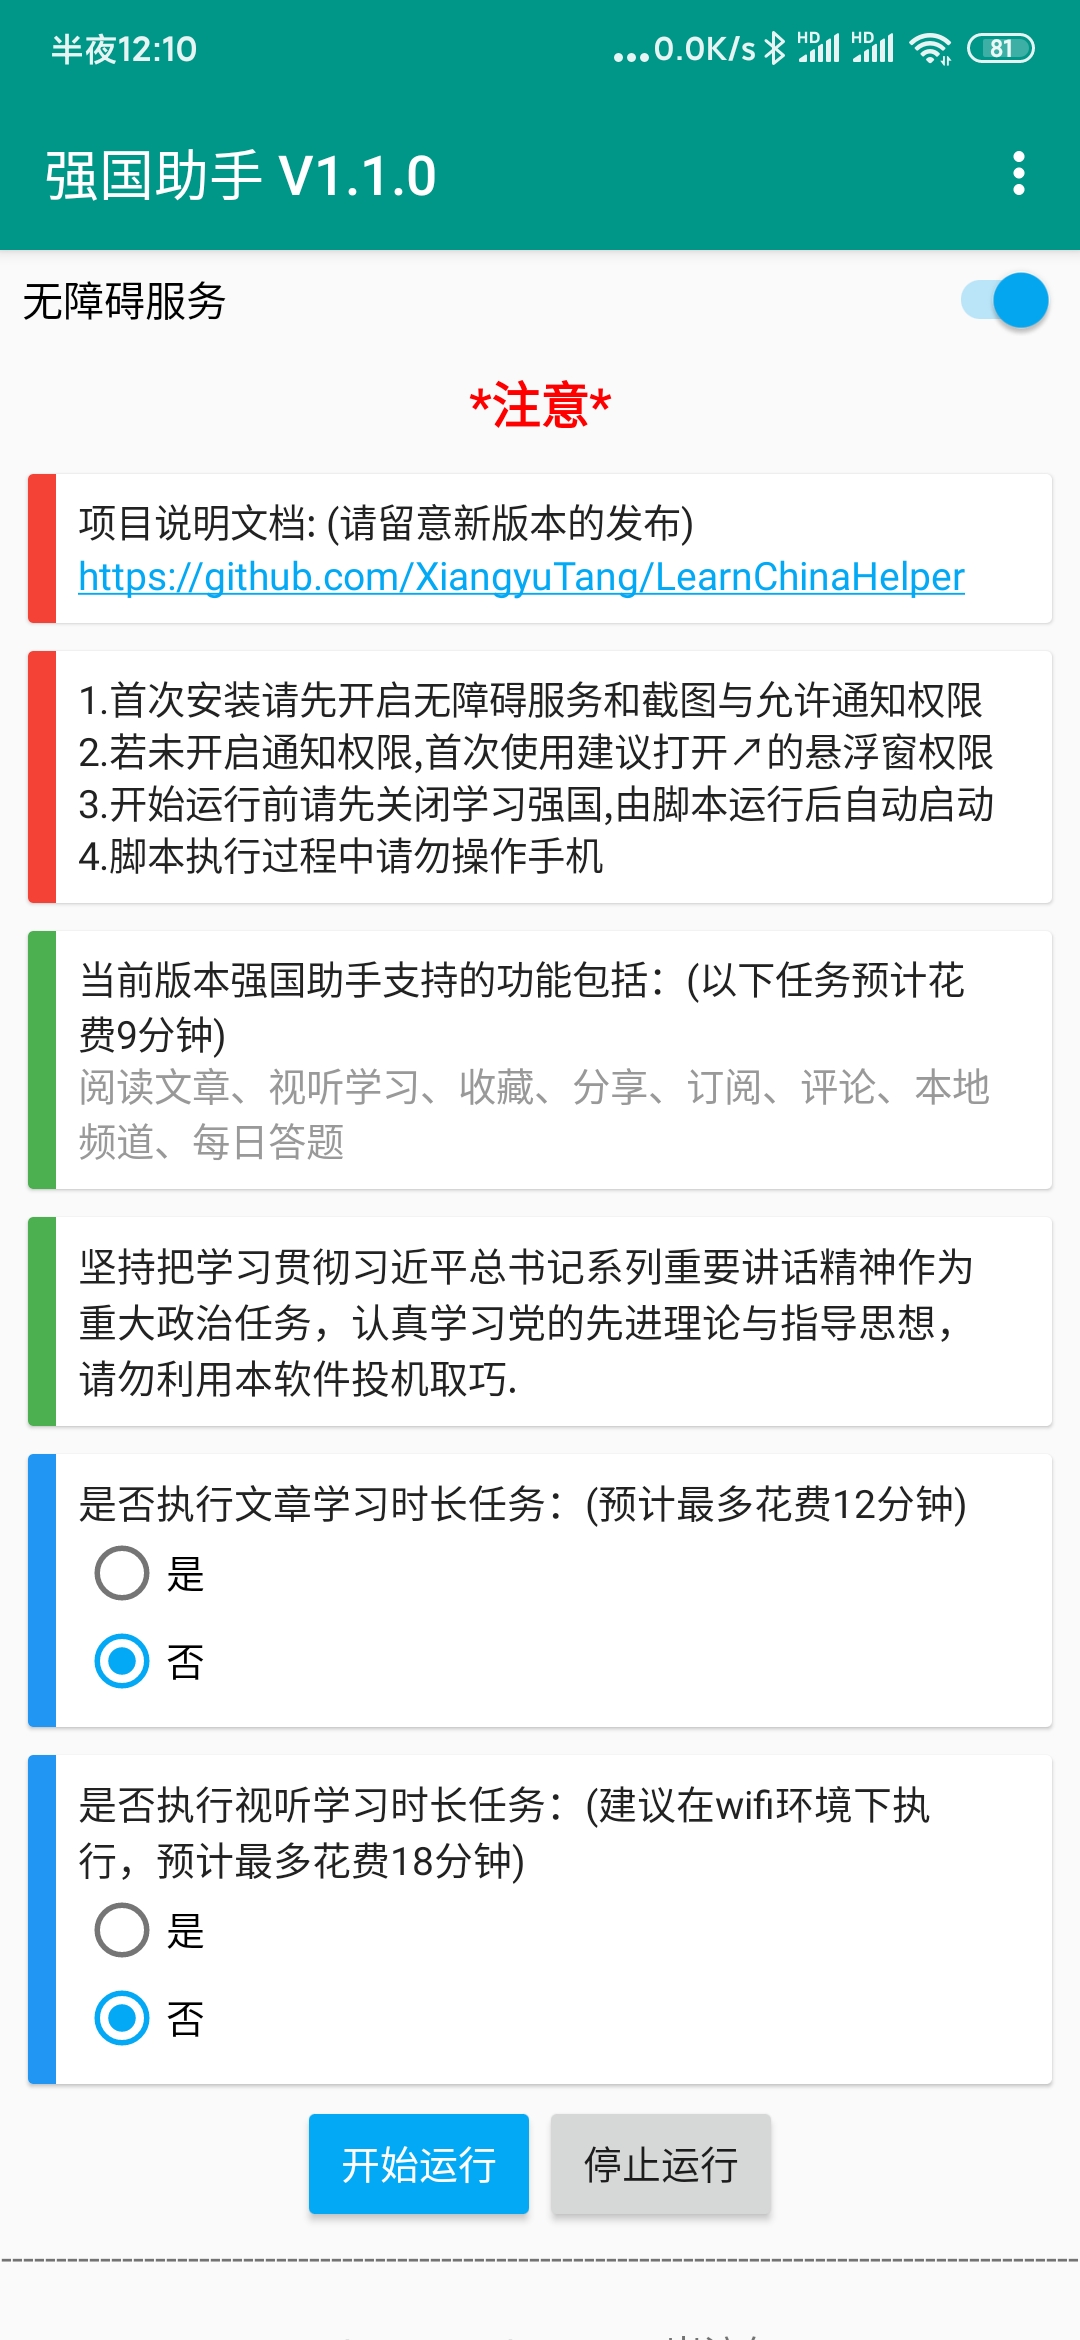 半夜12:10
...0.0K/s HD HD 81
强国助手 V1.1.0
无障碍服务
*注意*
项目说明文档: (请留意新版本的发布)
https://github.com/XiangyuTang/LearnChinaHelper
1.首次安装请先开启无障碍服务和截图与允许通知权限
2.若未开启通知权限,首次使用建议打开↗的悬浮窗权限
3.开始运行前请先关闭学习强国,由脚本运行后自动启动
4.脚本执行过程中请勿操作手机
当前版本强国助手支持的功能包括：(以下任务预计花
费9分钟)
阅读文章、视听学习、收藏、分享、订阅、评论、本地
频道、每日答题
坚持把学习贯彻习近平总书记系列重要讲话精神作为
重大政治任务，认真学习党的先进理论与指导思想，
请勿利用本软件投机取巧.
是否执行文章学习时长任务：(预计最多花费12分钟)
是
否
是否执行视听学习时长任务：(建议在wifi环境下执
行，预计最多花费18分钟)
是
否
开始运行 停止运行